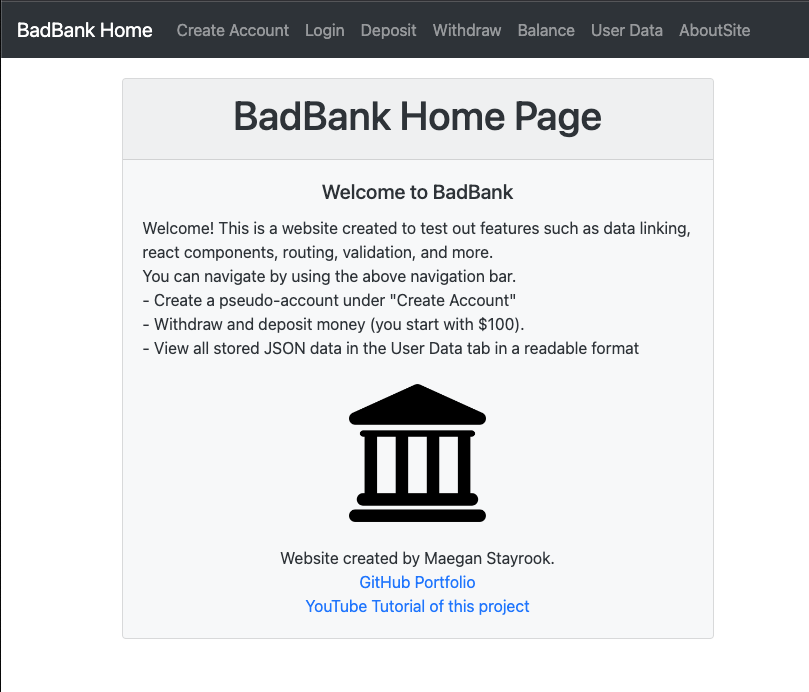 BadBank Home Create Account Login Deposit Withdraw Balance User Data AboutSite
BadBank Home Page
Welcome to BadBank
Welcome! This is a website created to test out features such as data linking,
react components, routing, validation, and more.
You can navigate by using the above navigation bar.
- Create a pseudo-account under "Create Account"
- Withdraw and deposit money (you start with $100).
- View all stored JSON data in the User Data tab in a readable format
Website created by Maegan Stayrook.
GitHub Portfolio
YouTube Tutorial of this project